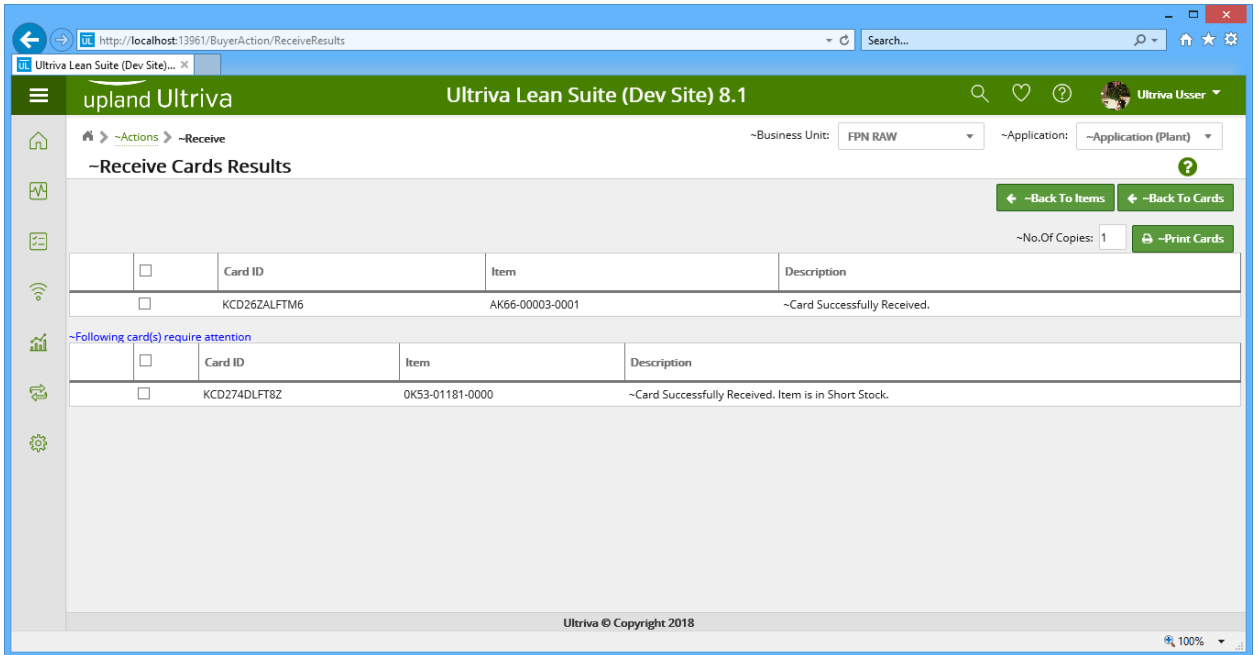 http://localhost:13961/BuyerAction/ReceiveResults
Search...
UL Ultriva Lean Suite (Dev Site)...
upland Ultriva
Ultriva Lean Suite (Dev Site) 8.1
Ultriva Usser
~Actions ~Receive
~Business Unit: FPN RAW ~Application: ~Application (Plant)
~Receive Cards Results
~Back To Items ~Back To Cards
~No.Of Copies: 1 ~Print Cards
Card ID Item Description
KCD26ZALFTM6 AK66-00003-0001 ~Card Successfully Received.
~Following card(s) require attention
Card ID Item Description
KCD274DLFT8Z 0K53-01181-0000 ~Card Successfully Received. Item is in Short Stock.
Ultriva © Copyright 2018
100%